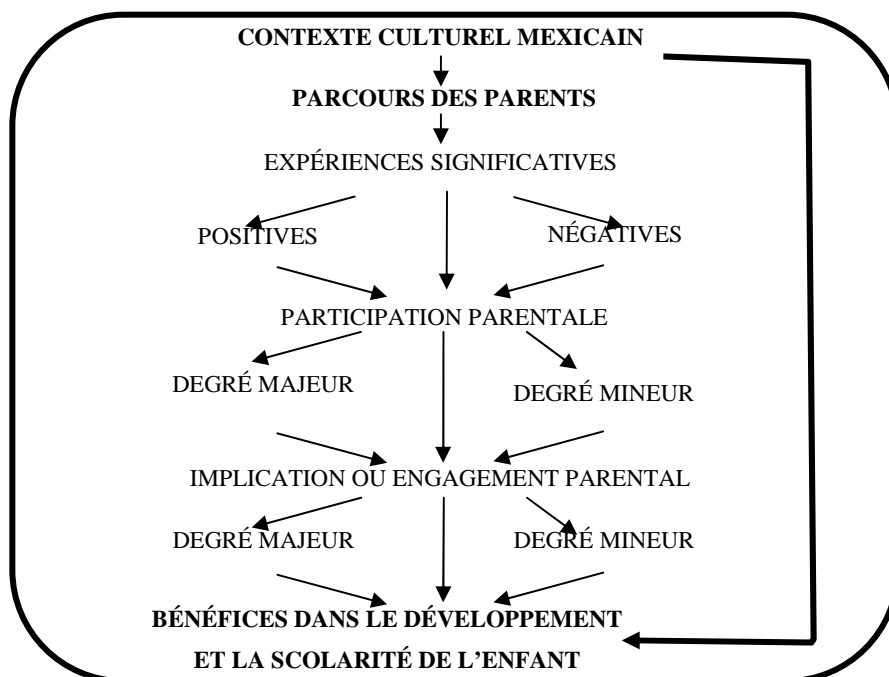 CONTEXTE CULTUREL MEXICAIN
PARCOURS DES PARENTS
EXPÉRIENCES SIGNIFICATIVES
POSITIVES
NÉGATIVES
PARTICIPATION PARENTALE
DEGRÉ MAJEUR
DEGRÉ MINEUR
IMPLICATION OU ENGAGEMENT PARENTAL
DEGRÉ MAJEUR
DEGRÉ MINEUR
BÉNÉFICES DANS LE DÉVELOPPEMENT
ET LA SCOLARITÉ DE L'ENFANT